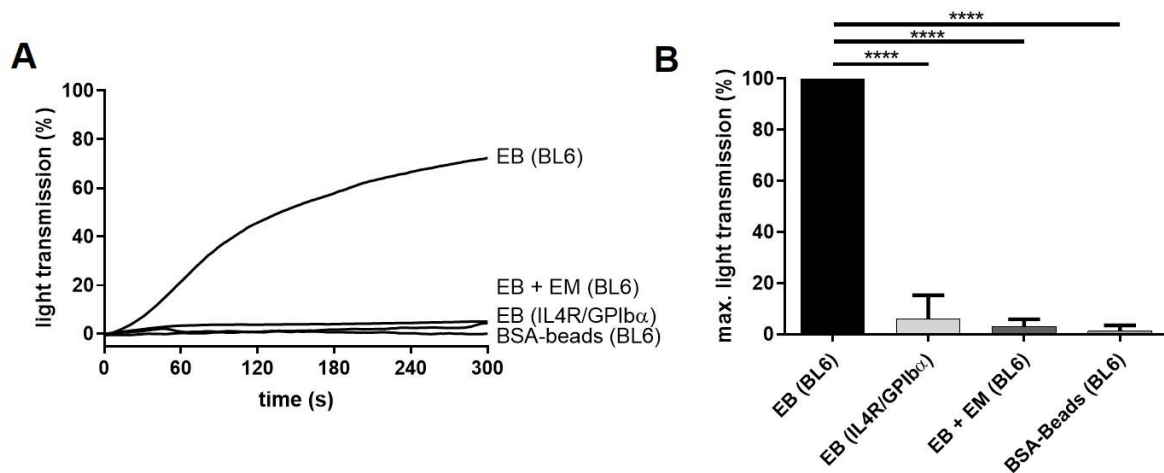 A
light transmission (%)
100
80
60
40
20
0
EB (BL6)
EB + EM (BL6)
EB (IL4R/GPIbα)
BSA-beads (BL6)
0
60
120
180
240
300
time (s)
B
****
****
****
max. light transmission (%)
100
80
60
40
20
0
EB (BL6)
EB (IL4R/GPIbα)
EB + EM (BL6)
BSA-Beads (BL6)